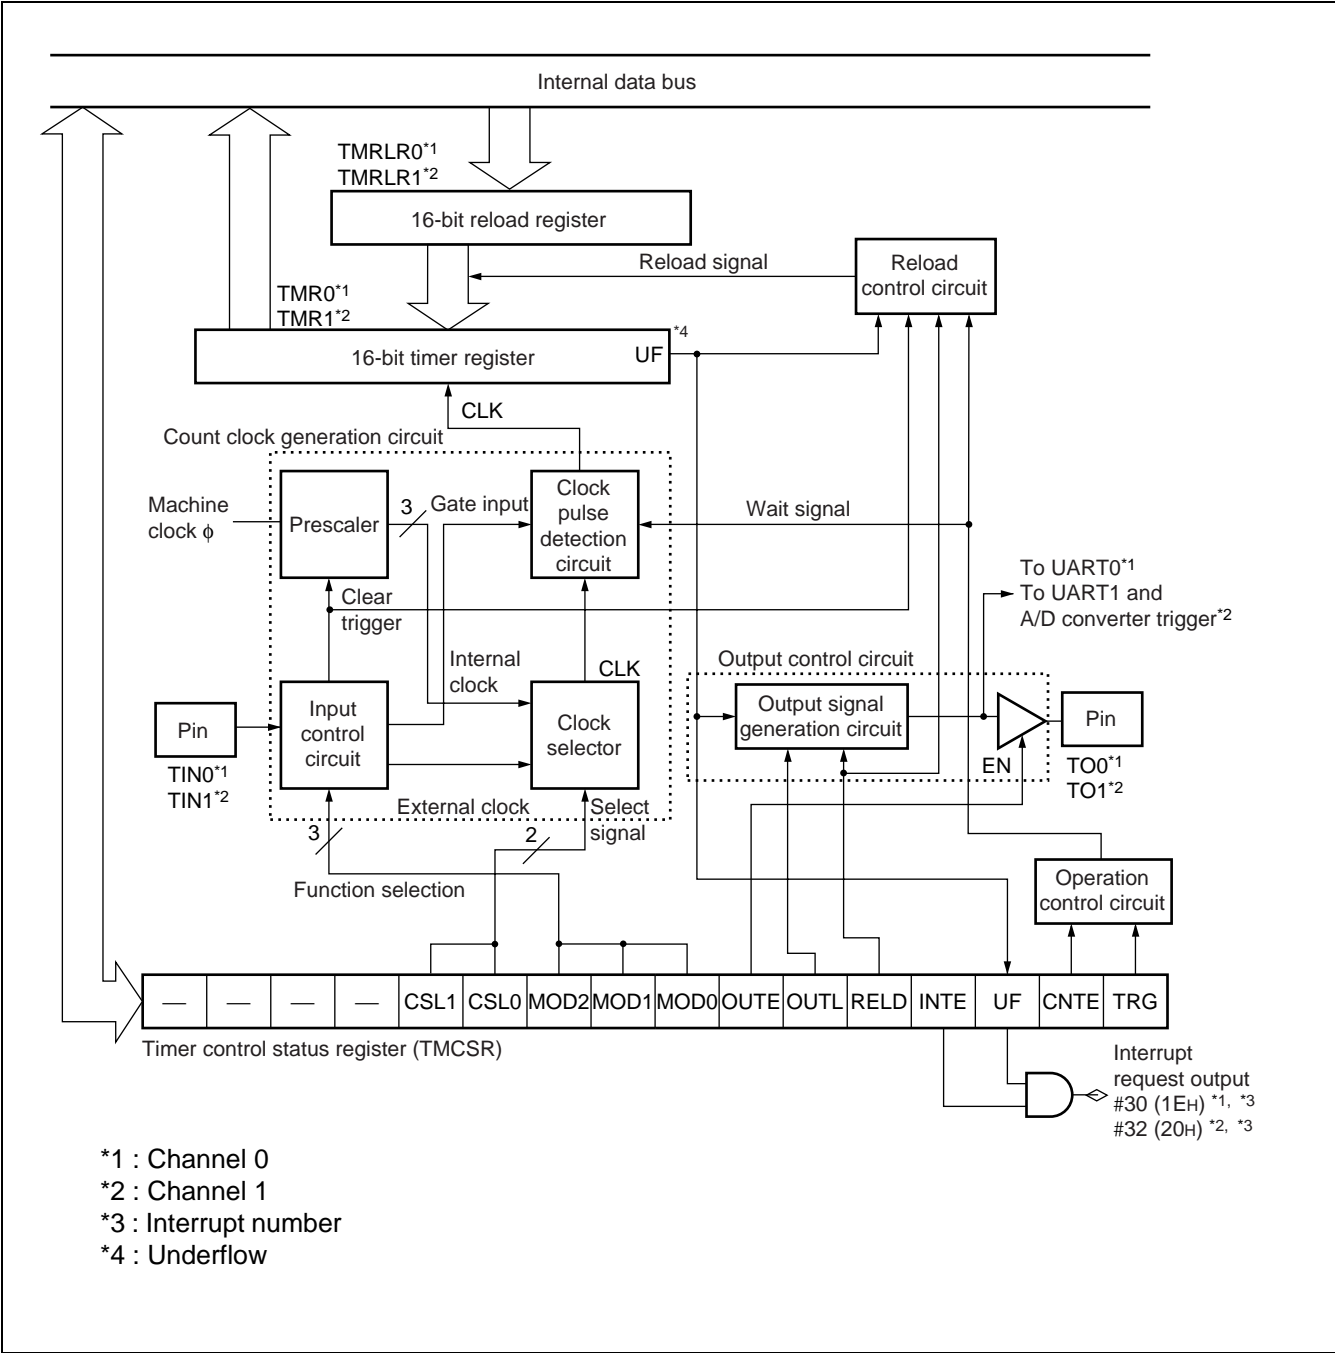 Internal data bus
TMRLR0*1
TMRLR1*2
16-bit reload register
Reload signal
Reload
control circuit
TMR0*1
TMR1*2
*4
16-bit timer register
UF
CLK
Count clock generation circuit
Machine
clock ϕ
Prescaler
3
Gate input
Clock
pulse
detection
circuit
Wait signal
Clear
trigger
To UART0*1
To UART1 and
A/D converter trigger*2
Internal
clock
CLK
Output control circuit
Pin
TIN0*1
TIN1*2
Input
control
circuit
Clock
selector
Output signal
generation circuit
EN
Pin
TO0*1
TO1*2
External clock
Select
signal
3
2
Function selection
Operation
control circuit
— — — — CSL1 CSL0 MOD2 MOD1 MOD0 OUTE OUTL RELD INTE UF CNTE TRG
Timer control status register (TMCSR)
Interrupt
request output
#30 (1EH) *1, *3
#32 (20H) *2, *3
*1 : Channel 0
*2 : Channel 1
*3 : Interrupt number
*4 : Underflow